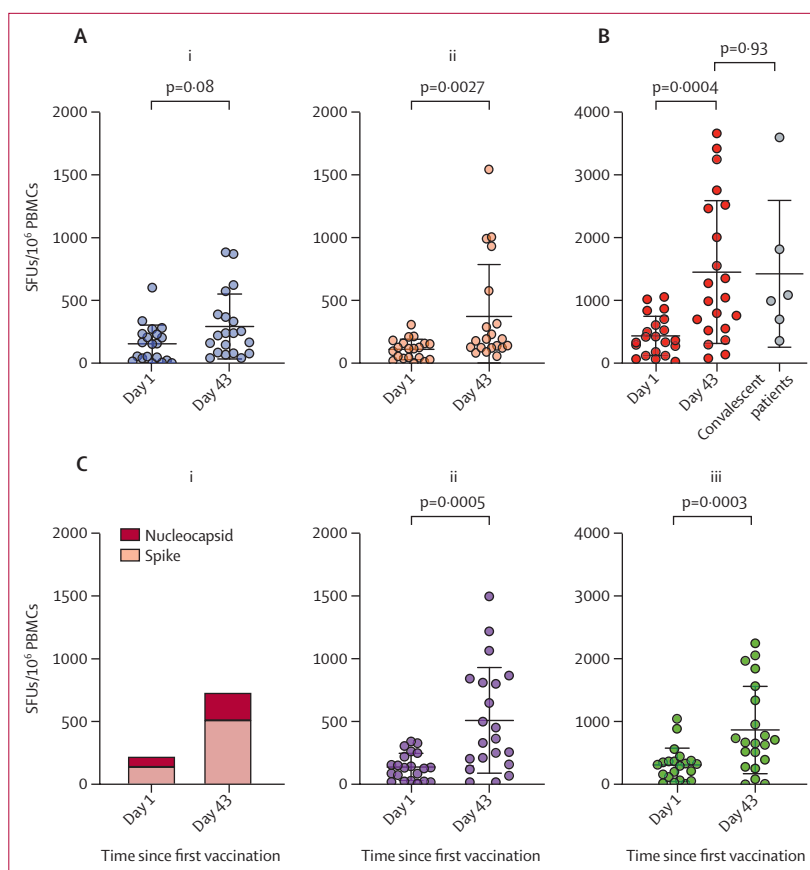 A
B
i
ii
p=0·93
p=0·08
p=0·0027
p=0·0004
SFUs/10⁶ PBMCs
2000
1500
1000
500
0
Day 1
Day 43
2000
1500
1000
500
0
Day 1
Day 43
4000
3000
2000
1000
0
Day 1
Day 43
Convalescent
patients
C
i
ii
iii
p=0·0005
p=0·0003
SFUs/10⁶ PBMCs
2000
1500
1000
500
0
Nucleocapsid
Spike
Day 1
Day 43
Time since first vaccination
2000
1500
1000
500
0
Day 1
Day 43
Time since first vaccination
4000
3000
2000
1000
0
Day 1
Day 43
Time since first vaccination